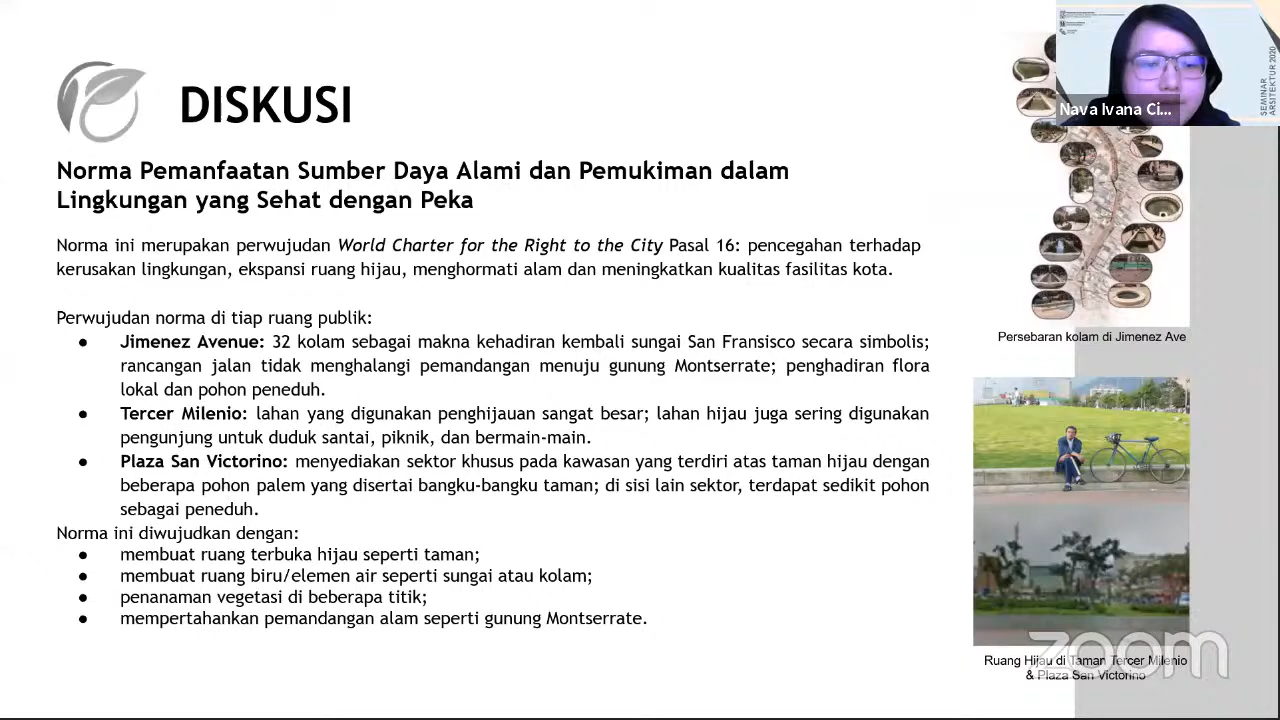 DISKUSI
Norma Pemanfaatan Sumber Daya Alami dan Pemukiman dalam
Lingkungan yang Sehat dengan Peka
Norma ini merupakan perwujudan World Charter for the Right to the City Pasal 16: pencegahan terhadap
kerusakan lingkungan, ekspansi ruang hijau, menghormati alam dan meningkatkan kualitas fasilitas kota.
Perwujudan norma di tiap ruang publik:
● Jimenez Avenue: 32 kolam sebagai makna kehadiran kembali sungai San Fransisco secara simbolis;
rancangan jalan tidak menghalangi pemandangan menuju gunung Montserrate; penghadiran flora
lokal dan pohon peneduh.
● Tercer Milenio: lahan yang digunakan penghijauan sangat besar; lahan hijau juga sering digunakan
pengunjung untuk duduk santai, piknik, dan bermain-main.
● Plaza San Victorino: menyediakan sektor khusus pada kawasan yang terdiri atas taman hijau dengan
beberapa pohon palem yang disertai bangku-bangku taman; di sisi lain sektor, terdapat sedikit pohon
sebagai peneduh.
Norma ini diwujudkan dengan:
● membuat ruang terbuka hijau seperti taman;
● membuat ruang biru/elemen air seperti sungai atau kolam;
● penanaman vegetasi di beberapa titik;
● mempertahankan pemandangan alam seperti gunung Montserrate.
Nava Ivana Ci...
SEMINAR
ARSITEKTUR 2020
Persebaran kolam di Jimenez Ave
Ruang Hijau di Taman Tercer Milenio
& Plaza San Victorino
zoom